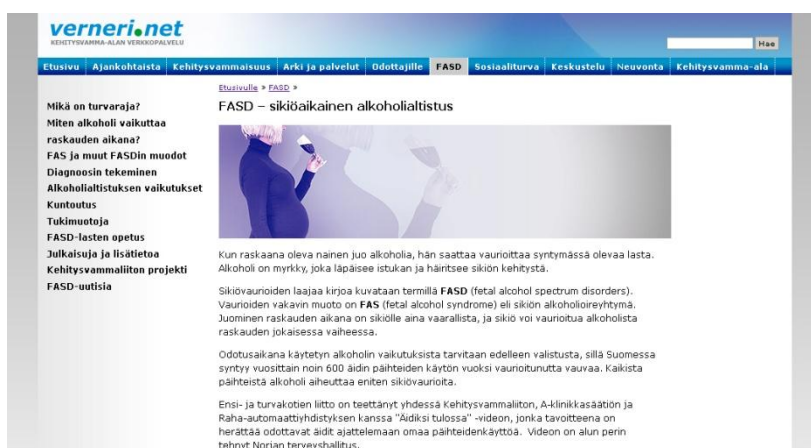 verneri.net
KEHITYSVAMMA-ALAN VERKKOPALVELU
Hae
Etusivu Ajankohtaista Kehitysvammaisuus Arki ja palvelut Odottajille FASD Sosiaaliturva Keskustelu Neuvonta Kehitysvamma-ala
Etusivulle » FASD »
FASD – sikiöaikainen alkoholialtistus
Mikä on turvaraja?
Miten alkoholi vaikuttaa
raskauden aikana?
FAS ja muut FASDin muodot
Diagnoosin tekeminen
Alkoholialtistuksen vaikutukset
Kuntoutus
Tukimuotoja
FASD-lasten opetus
Julkaisuja ja lisätietoa
Kehitysvammaliiton projekti
FASD-uutisia
Kun raskaana oleva nainen juo alkoholia, hän saattaa vaurioittaa syntymässä olevaa lasta.
Alkoholi on myrkky, joka läpäisee istukan ja häiritsee sikiön kehitystä.
Sikiövaurioiden laajaa kirjoa kuvataan termillä FASD (fetal alcohol spectrum disorders).
Vaurioiden vakavin muoto on FAS (fetal alcohol syndrome) eli sikiön alkoholioireyhtymä.
Juominen raskauden aikana on sikiölle aina vaarallista, ja sikiö voi vaurioitua alkoholista
raskauden jokaisessa vaiheessa.
Odotusaikana käytetyn alkoholin vaikutuksista tarvitaan edelleen valistusta, sillä Suomessa
syntyy vuosittain noin 600 äidin päihteiden käytön vuoksi vaurioitunutta vauvaa. Kaikista
päihteistä alkoholi aiheuttaa eniten sikiövaurioita.
Ensi- ja turvakotien liitto on teettänyt yhdessä Kehitysvammaliiton, A-klinikkasäätiön ja
Raha-automaattiyhdistyksen kanssa "Äidiksi tulossa" -videon, jonka tavoitteena on
herättää odottavat äidit ajattelemaan omaa päihteidenkäyttöä. Videon on alun perin
tehnyt Norjan terveyshallitus.